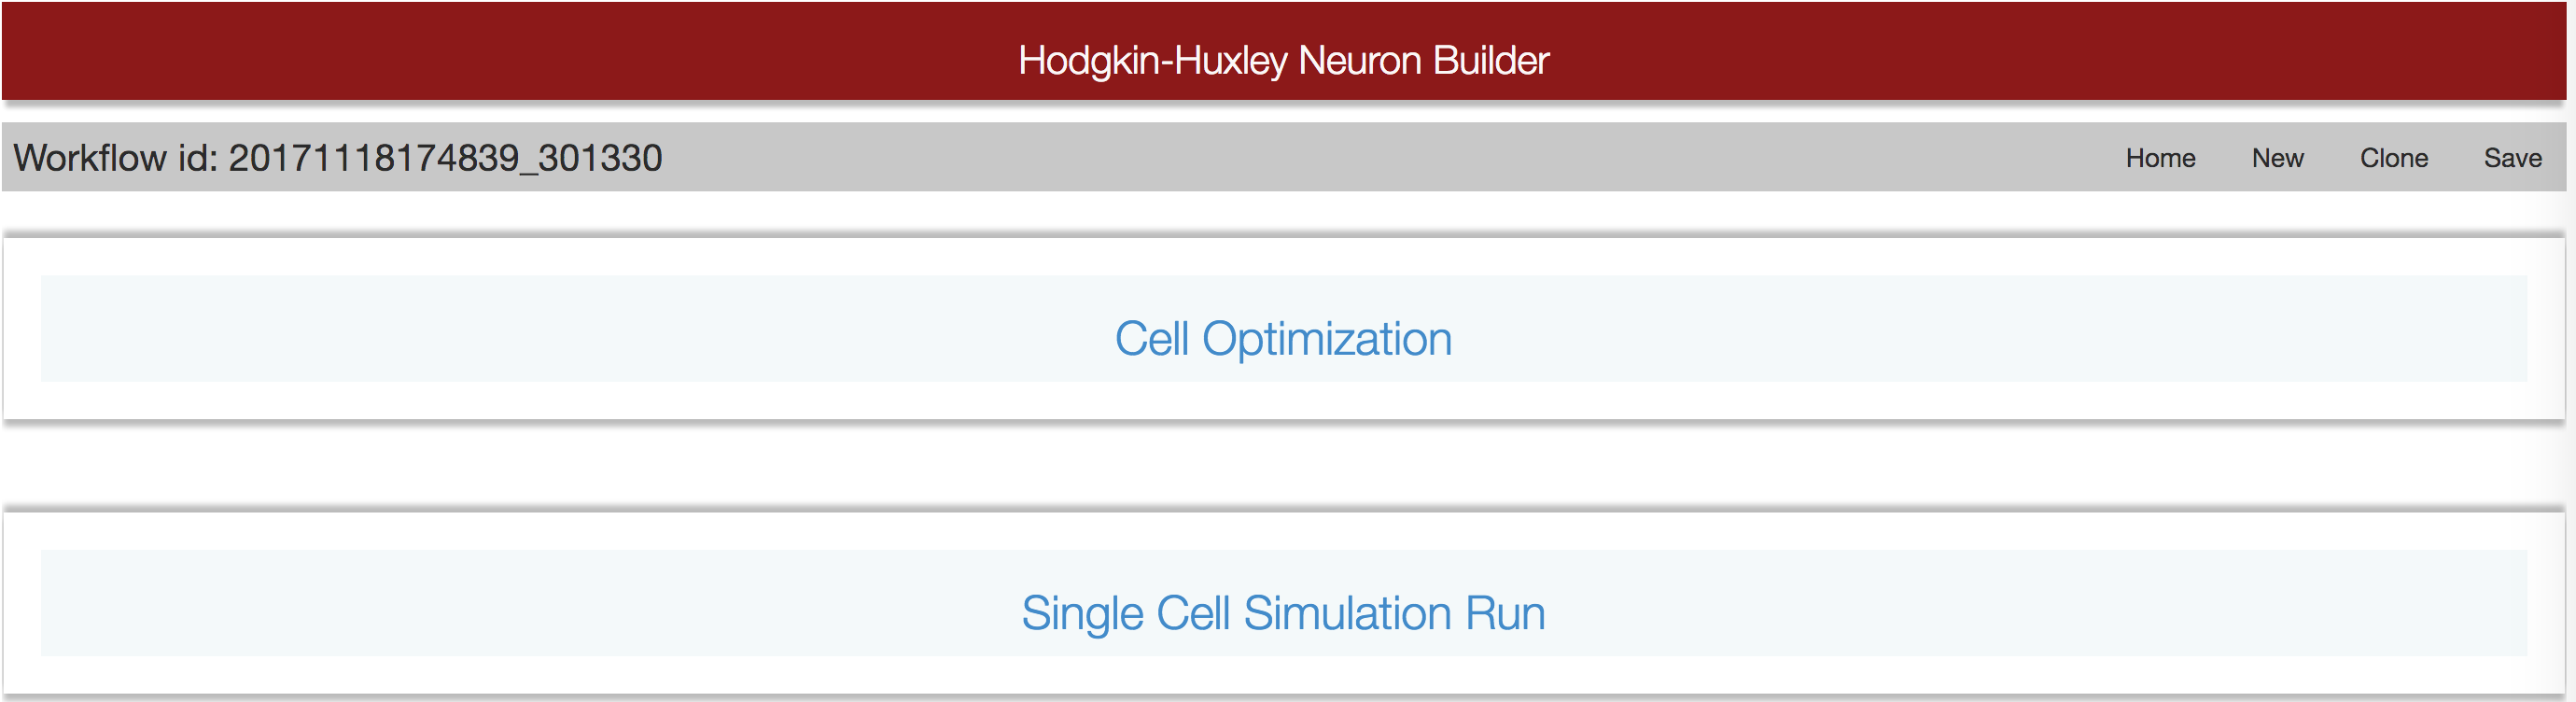 Hodgkin-Huxley Neuron Builder
Workflow id: 20171118174839_301330 Home New Clone Save
Cell Optimization
Single Cell Simulation Run